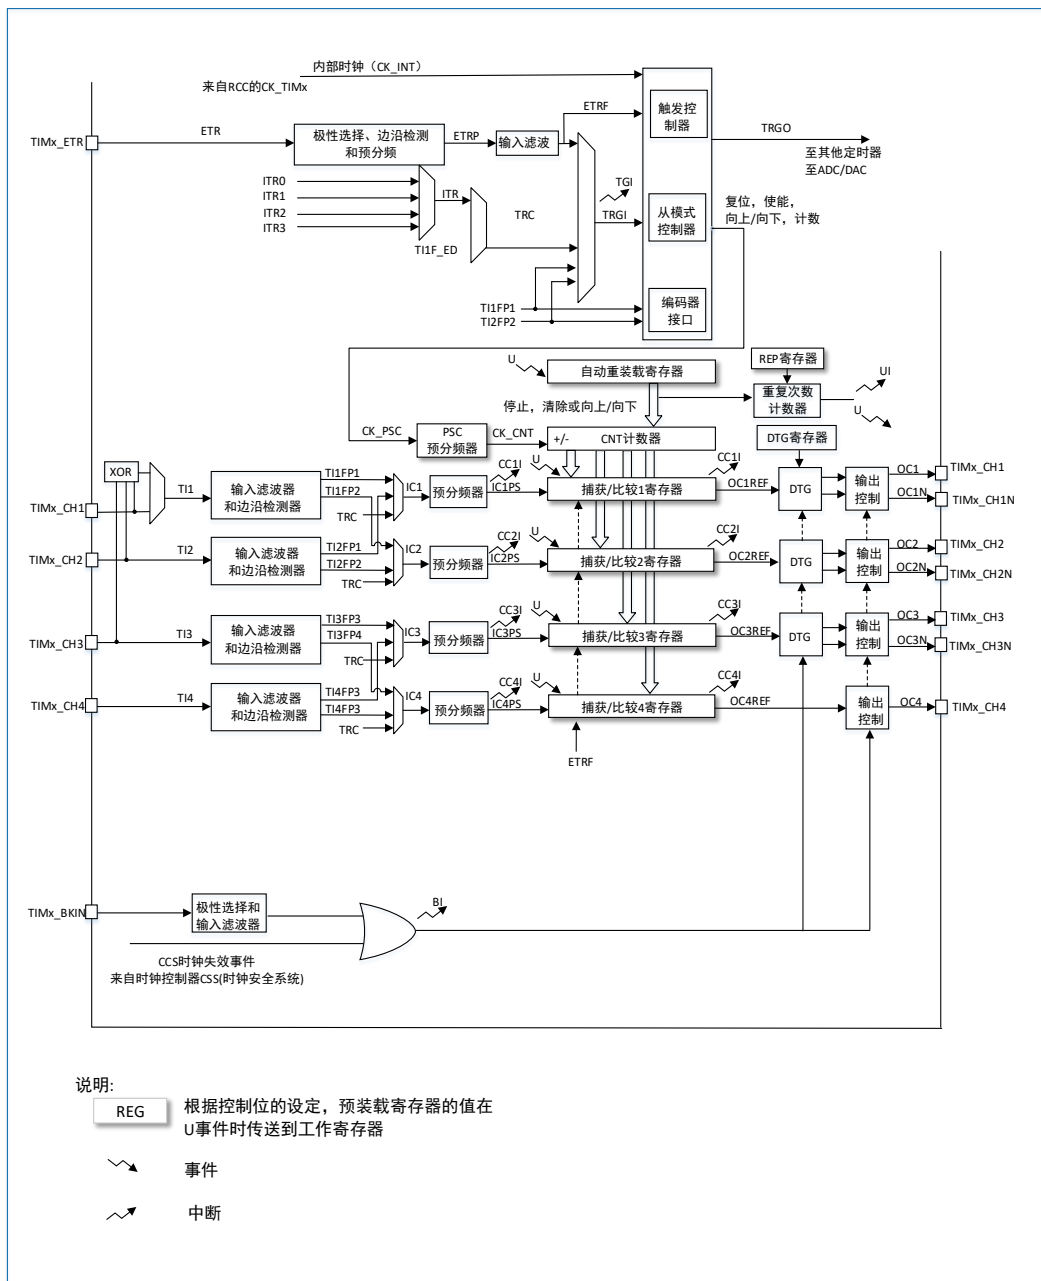 内部时钟（CK_INT）
来自RCC的CK_TIMx
TIMx_ETR
ETR
极性选择、边沿检测
和预分频
ETRP
输入滤波
ETRF
触发控
制器
TRGO
至其他定时器
至ADC/DAC
ITR0
ITR1
ITR2
ITR3
ITR
TI1F_ED
TRC
TGI
TRGI
从模式
控制器
复位，使能，
向上/向下，计数
TI1FP1
TI2FP2
编码器
接口
U
自动重装载寄存器
REP寄存器
重复次数
计数器
UI
U
停止，清除或向上/向下
CK_PSC
PSC
预分频器
CK_CNT
+/-
CNT计数器
DTG寄存器
XOR
TIMx_CH1
TI1
输入滤波器
和边沿检测器
TI1FP1
TI1FP2
TRC
IC1
预分频器
CC1I
IC1PS
U
捕获/比较1寄存器
CC1I
OC1REF
DTG
输出
控制
OC1
OC1N
TIMx_CH1
TIMx_CH1N
TIMx_CH2
TI2
输入滤波器
和边沿检测器
TI2FP1
TI2FP2
TRC
IC2
预分频器
CC2I
IC2PS
U
捕获/比较2寄存器
CC2I
OC2REF
DTG
输出
控制
OC2
OC2N
TIMx_CH2
TIMx_CH2N
TIMx_CH3
TI3
输入滤波器
和边沿检测器
TI3FP3
TI3FP4
TRC
IC3
预分频器
CC3I
IC3PS
U
捕获/比较3寄存器
CC3I
OC3REF
DTG
输出
控制
OC3
OC3N
TIMx_CH3
TIMx_CH3N
TIMx_CH4
TI4
输入滤波器
和边沿检测器
TI4FP3
TI4FP3
TRC
IC4
预分频器
CC4I
IC4PS
U
捕获/比较4寄存器
CC4I
OC4REF
输出
控制
OC4
TIMx_CH4
ETRF
TIMx_BKIN
极性选择和
输入滤波器
BI
CCS时钟失效事件
来自时钟控制器CSS(时钟安全系统)
说明:
REG
根据控制位的设定，预装载寄存器的值在
U事件时传送到工作寄存器
事件
中断